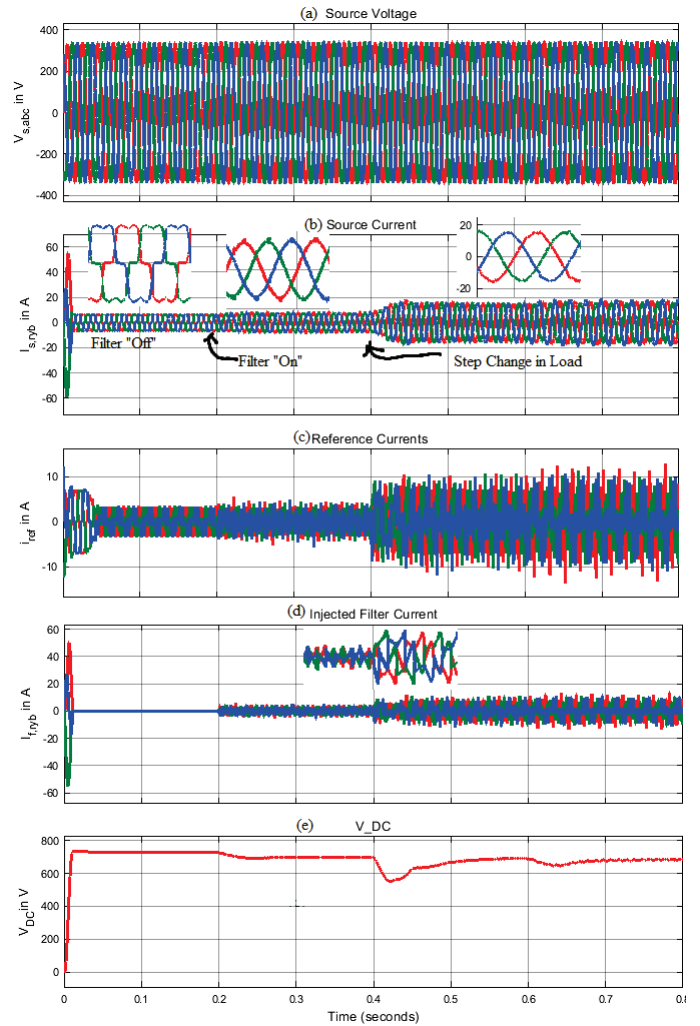 (a) Source Voltage
400
200
0
-200
-400
V_s,abc in V
(b) Source Current
60
40
20
0
-20
-40
-60
I_s,ryb in A
20
0
-20
Filter "Off"
Filter "On"
Step Change in Load
(c) Reference Currents
10
0
-10
i_ref in A
(d) Injected Filter Current
60
40
20
0
-20
-40
-60
I_f,ryb in A
(e) V_DC
800
600
400
200
0
V_DC in V
0 0.1 0.2 0.3 0.4 0.5 0.6 0.7 0.8
Time (seconds)